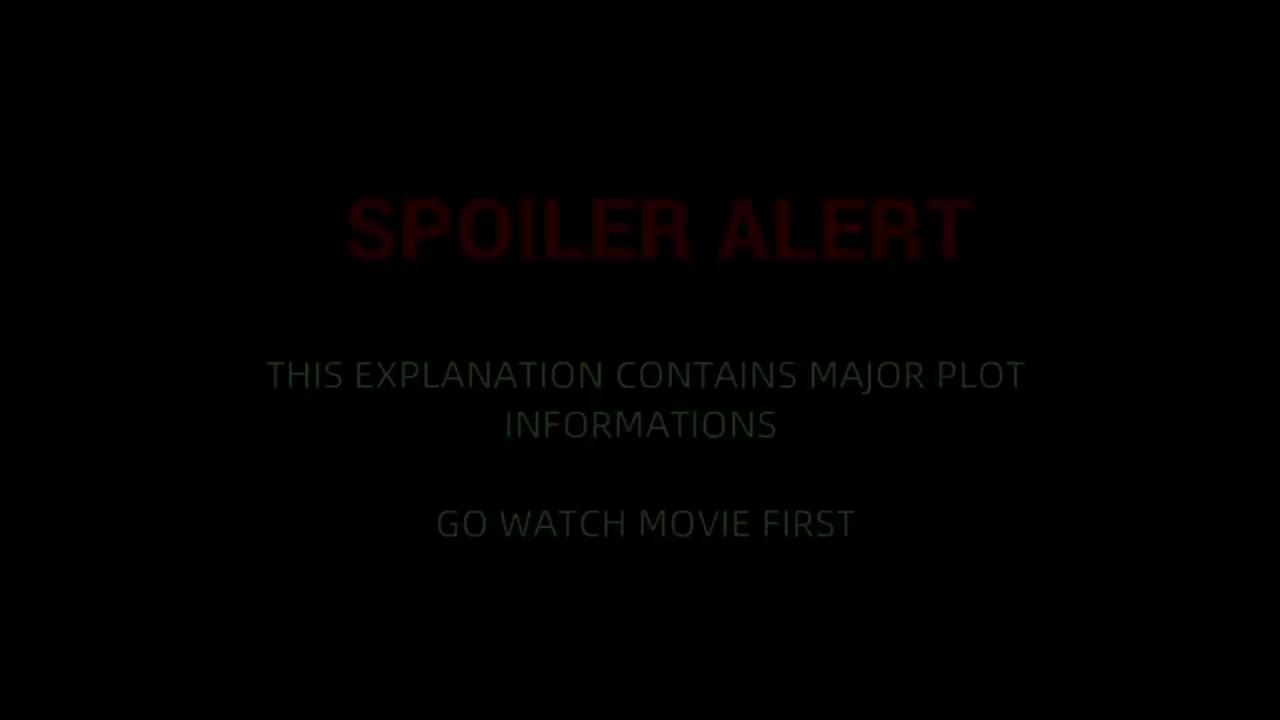 SPOILER ALERT
THIS EXPLANATION CONTAINS MAJOR PLOT
INFORMATIONS
GO WATCH MOVIE FIRST